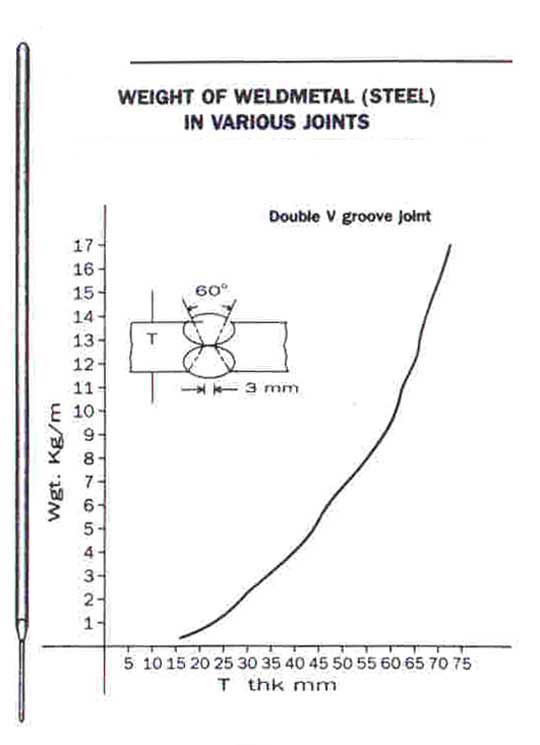 WEIGHT OF WELDMETAL (STEEL)
IN VARIOUS JOINTS
Double V groove joint
17
16
15
14
13
12
11
10
9
8
7
6
5
4
3
2
1
Wgt. Kg/m
60°
T
3 mm
5 10 15 20 25 30 35 40 45 50 55 60 65 70 75
T thk mm